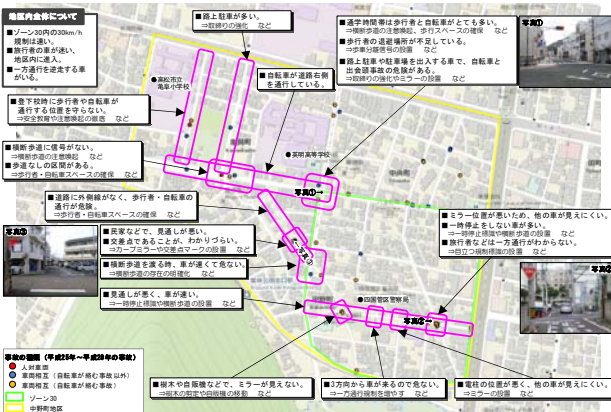 地区内全体について
■ゾーン30内の30km/h
規制は速い。
■旅行者の車が迷い、
地区内に進入。
■一方通行を逆走する車
がいる。
■路上駐車が多い。
⇒取締りの強化　など
■通学時間帯は歩行者と自転車がとても多い。
⇒横断歩道の注意喚起、歩行スペースの確保　など
■歩行者の退避場所が不足している。
⇒歩車分離信号の設置　など
■路上駐車や駐車場を出入する車で、自転車と
出会頭事故の危険がある。
⇒取締りの強化やミラーの設置　など
写真①
●高松市立
亀阜小学校
■自転車が道路右側
を通行している。
■登下校時に歩行者や自転車が
通行する位置を守らない。
⇒安全教育や注意喚起の徹底　など
■横断歩道に信号がない。
⇒横断歩道の注意喚起　など
■歩道なしの区間がある。
⇒歩行者・自転車スペースの確保　など
●英明高等学校
写真①→
■道路に外側線がなく、歩行者・自転車の
通行が危険。
⇒歩行者・自転車スペースの確保　など
写真③
■民家などで、見通しが悪い。
■交差点であることが、わかりづらい。
⇒カーブミラーや交差点マークの設置　など
■横断歩道を渡る時、車が速くて危ない。
⇒横断歩道の存在の明確化　など
■見通しが悪く、車が速い。
⇒一時停止標識や横断歩道の設置　など
■ミラー位置が悪いため、他の車が見えにくい。
■一時停止をしない車が多い。
⇒一時停止標識や横断歩道の設置　など
■旅行者などは一方通行がわからない。
⇒目立つ規制標識の設置　など
写真②
●四国管区警察局
写真②→
■樹木や自販機などで、ミラーが見えない。
⇒樹木の剪定や自販機の移動　など
■3方向から車が来るので危ない。
⇒一方通行規制を増やす　など
■電柱の位置が悪く、他の車が見えにくい。
⇒ミラーの設置　など
事故の種類（平成25年～平成28年の事故）
人対車両
車両相互（自転車が絡む事故以外）
車両相互（自転車が絡む事故）
ゾーン30
中野町地区